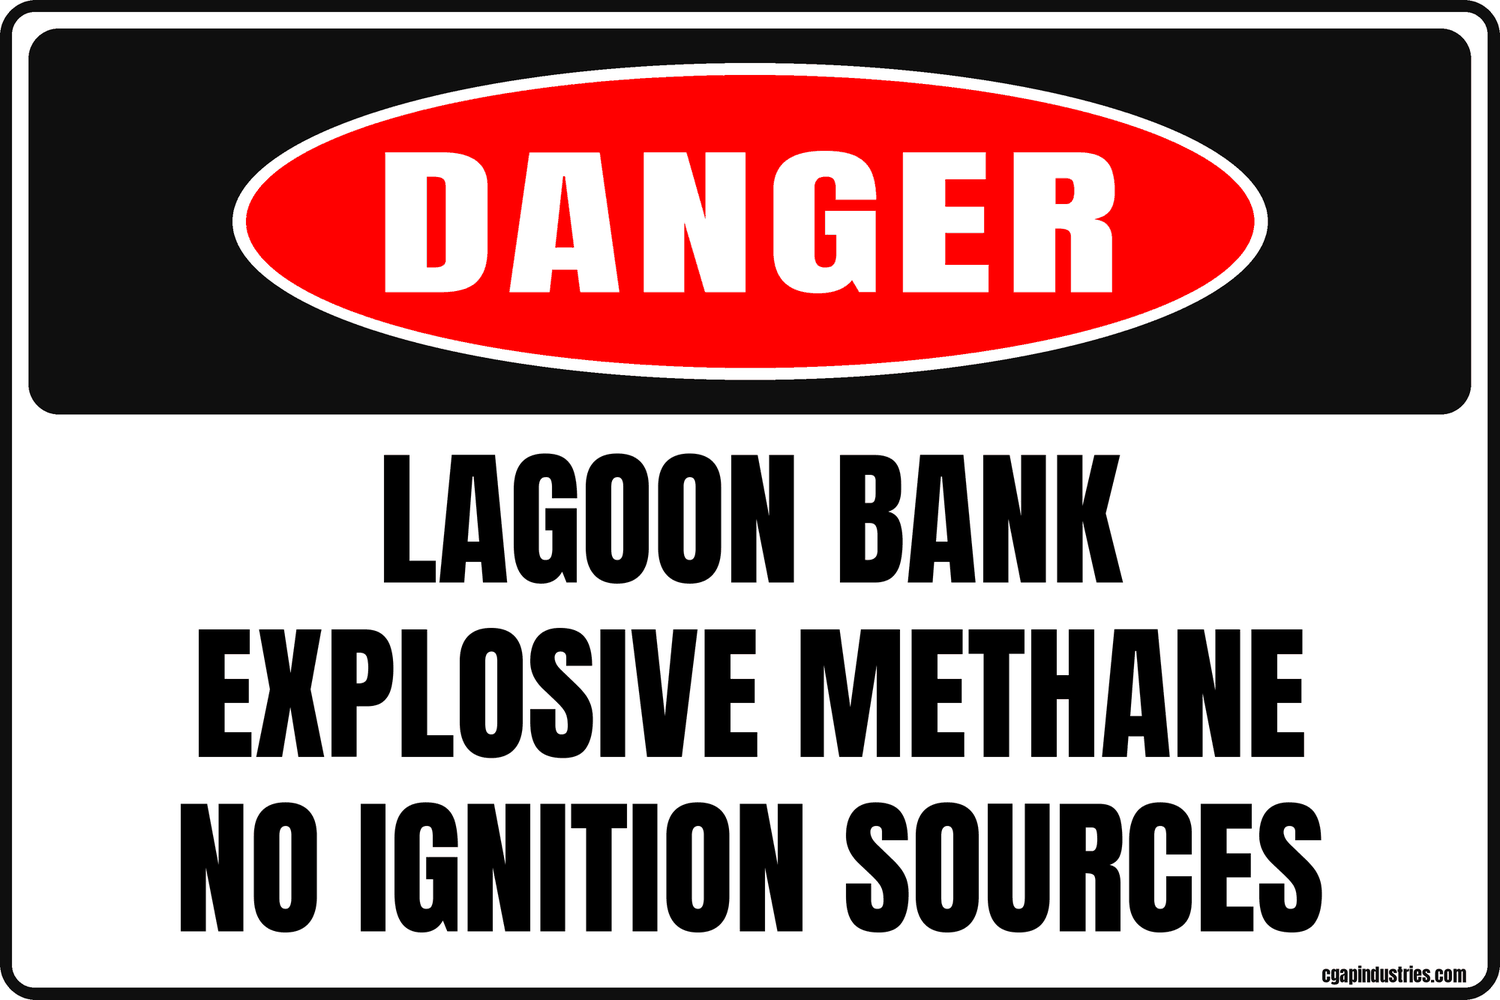 DANGER
LAGOON BANK
EXPLOSIVE METHANE
NO IGNITION SOURCES
cgapindustries.com